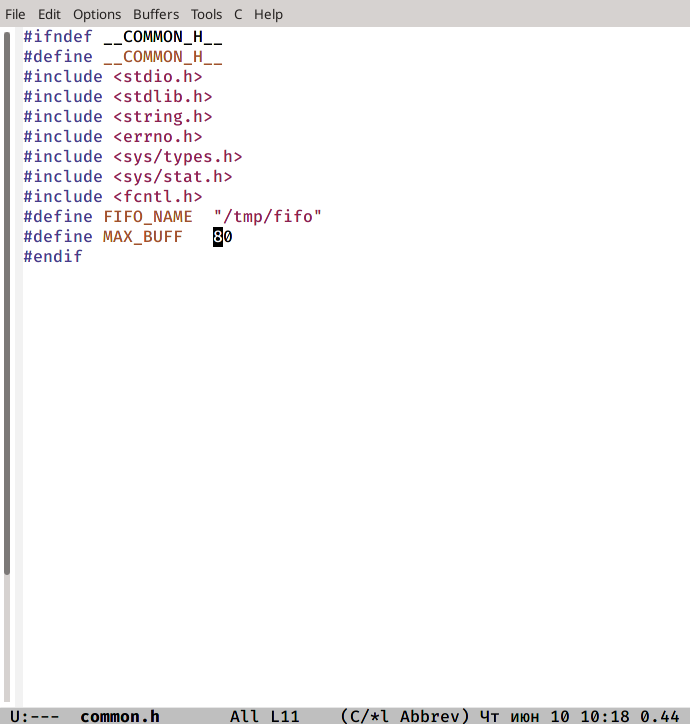 File Edit Options Buffers Tools C Help
#ifndef __COMMON_H__
#define __COMMON_H__
#include <stdio.h>
#include <stdlib.h>
#include <string.h>
#include <errno.h>
#include <sys/types.h>
#include <sys/stat.h>
#include <fcntl.h>
#define FIFO_NAME  "/tmp/fifo"
#define MAX_BUFF   80
#endif
U:---  common.h       All L11    (C/*l Abbrev) Чт июн 10 10:18 0.44